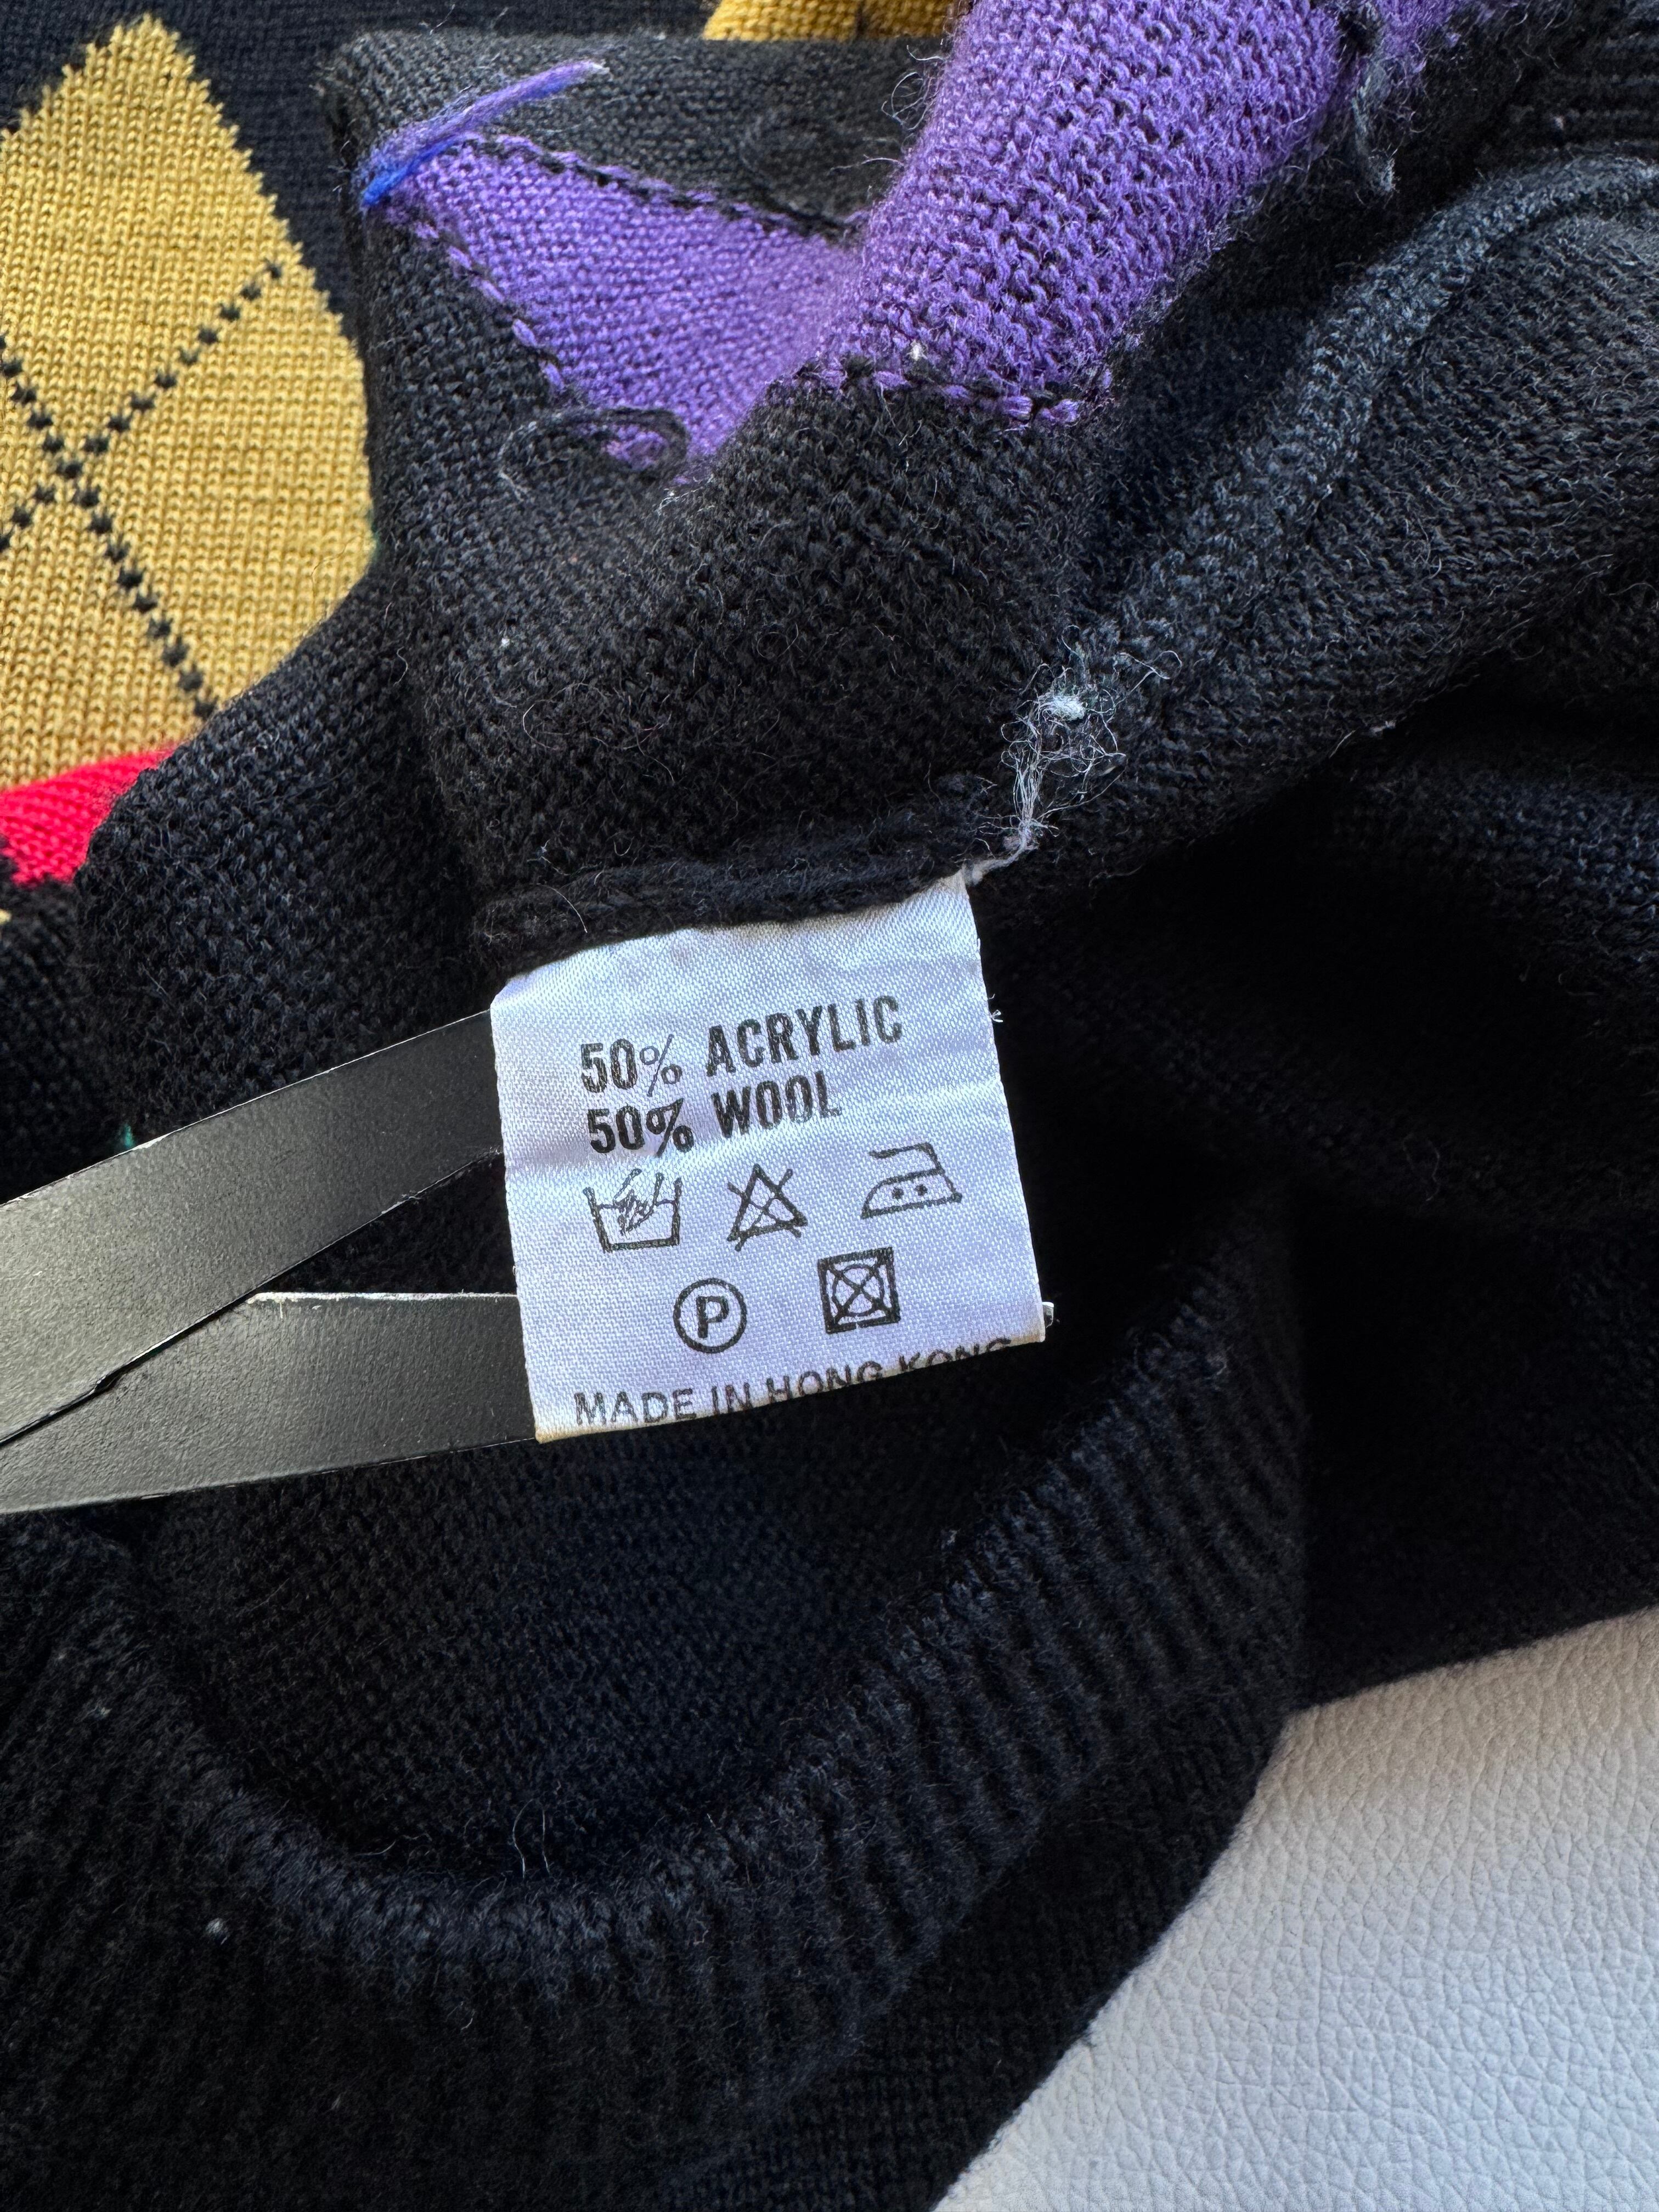 50% ACRYLIC
50% WOOL
P
MADE IN HONG KONG